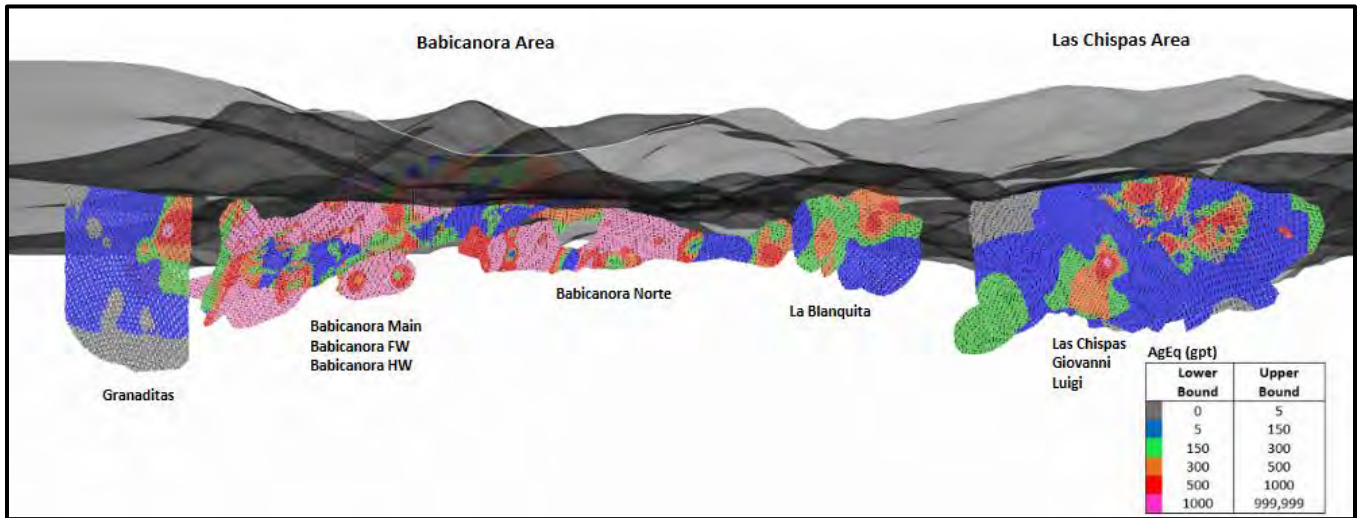 Babicanora Area
Las Chispas Area
Babicanora Norte
La Blanquita
Babicanora Main
Babicanora FW
Babicanora HW
Las Chispas
Giovanni
Luigi
Granaditas
AgEq (gpt)
Lower Bound Upper Bound
0 5
5 150
150 300
300 500
500 1000
1000 999,999